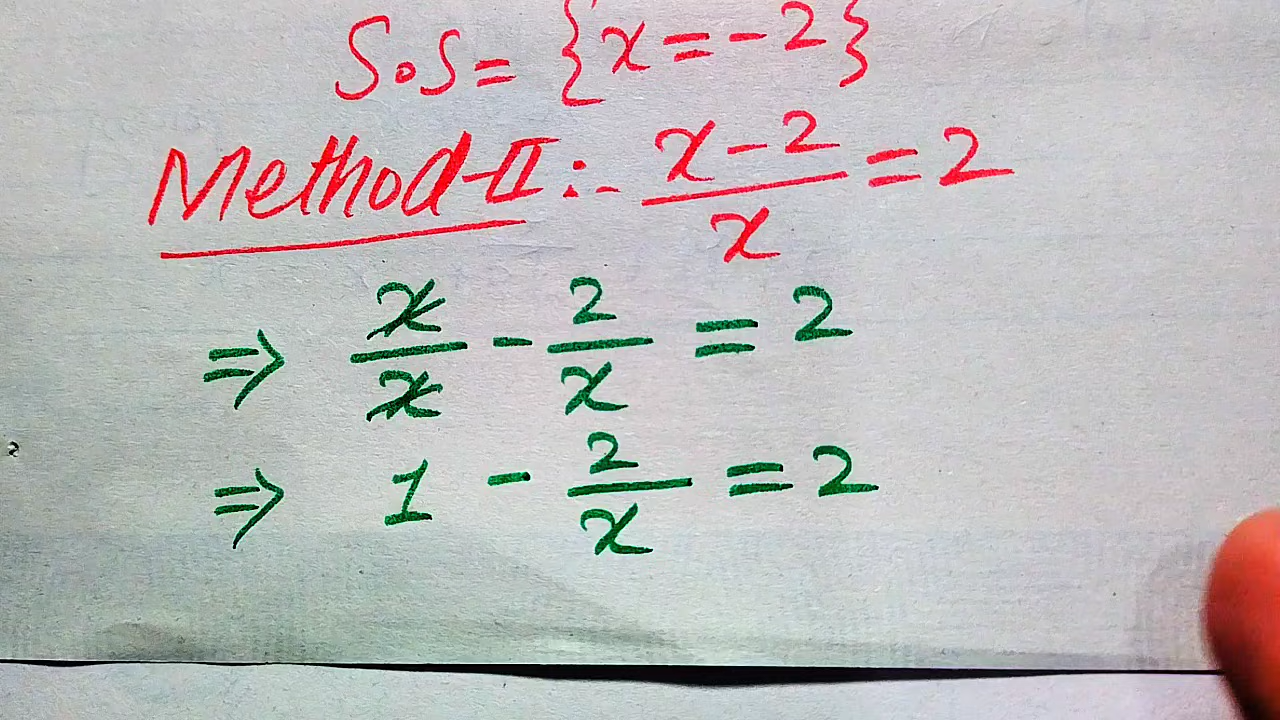 S.S = {x = -2}
Method-II :- x-2/x = 2
⇒ x/x - 2/x = 2
⇒ 1 - 2/x = 2